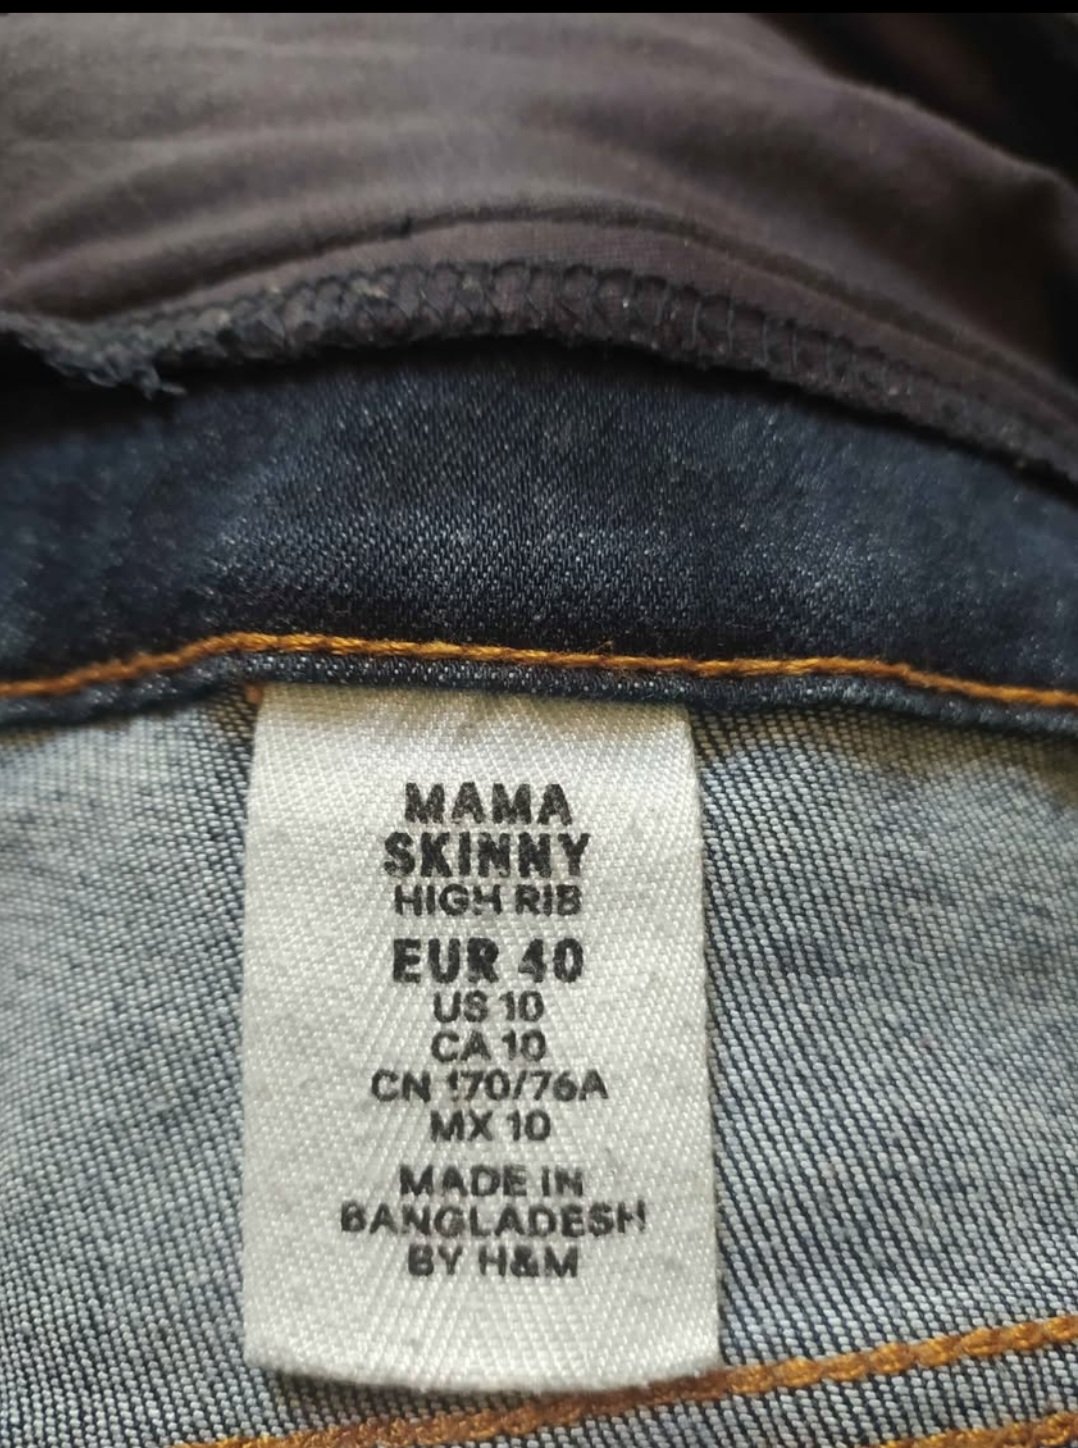 MAMA
SKINNY
HIGH RIB
EUR 40
US 10
CA 10
CN 170/76A
MX 10
MADE IN
BANGLADESH
BY H&M